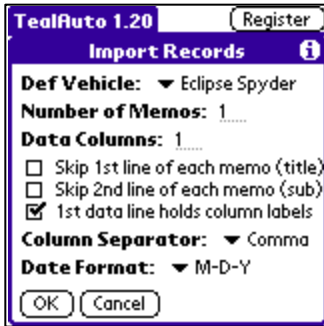 TealAuto 1.20 Register
Import Records
Def Vehicle: Eclipse Spyder
Number of Memos: 1
Data Columns: 1
Skip 1st line of each memo (title)
Skip 2nd line of each memo (sub)
1st data line holds column labels
Column Separator: Comma
Date Format: M-D-Y
OK Cancel